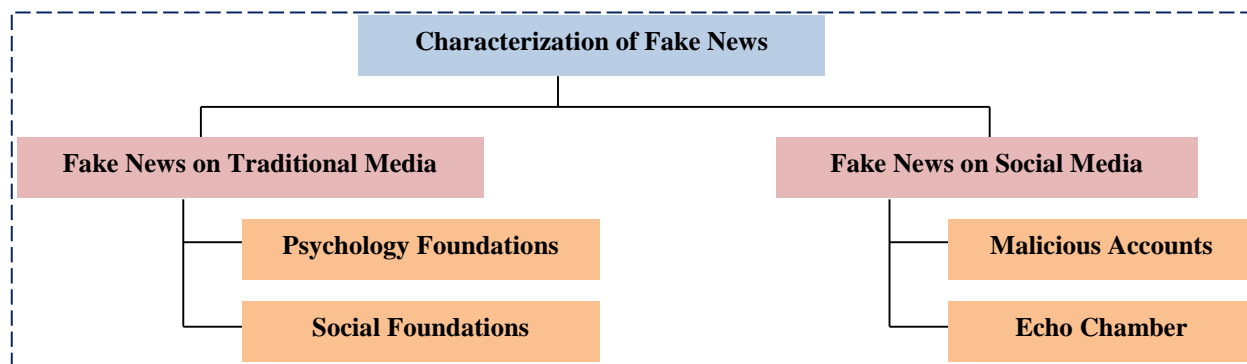 Characterization of Fake News
Fake News on Traditional Media
Fake News on Social Media
Psychology Foundations
Malicious Accounts
Social Foundations
Echo Chamber